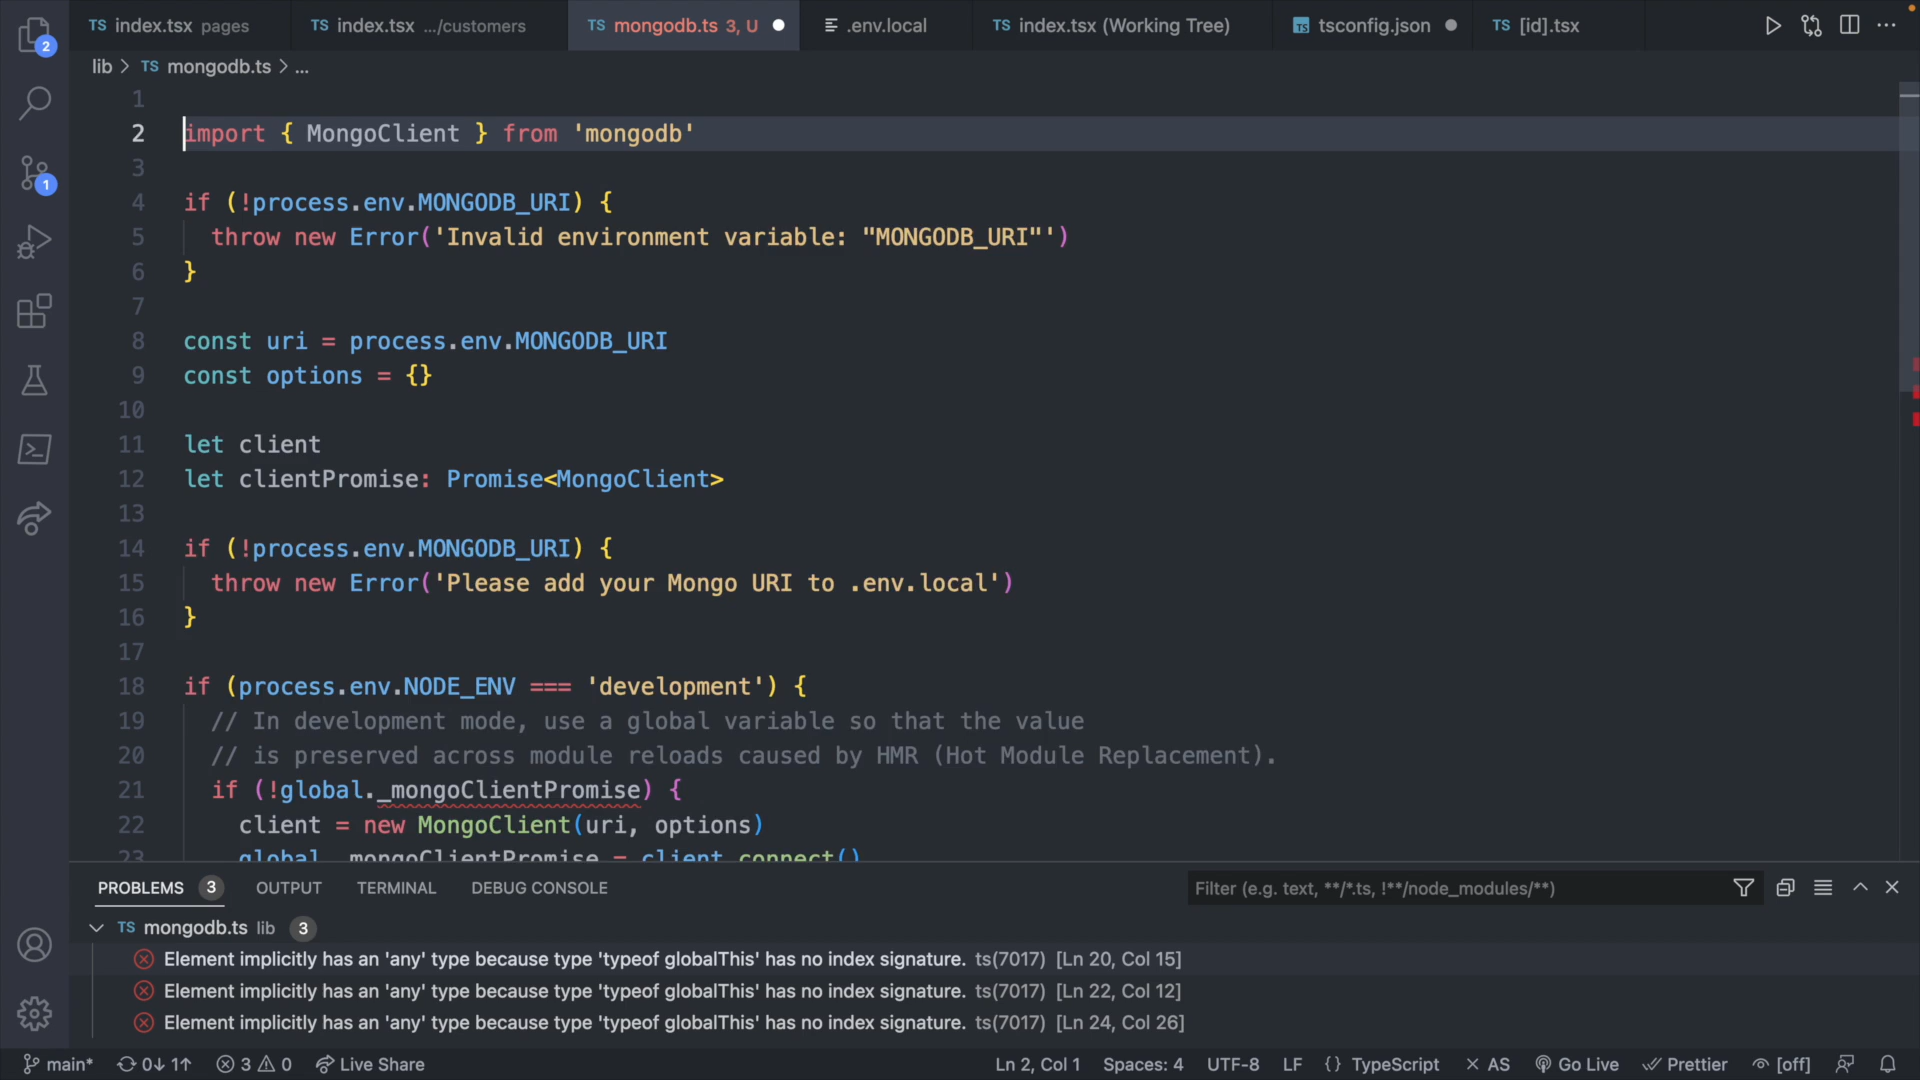 2
1
TS index.tsx pages
TS index.tsx .../customers
TS mongodb.ts 3, U
.env.local
TS index.tsx (Working Tree)
TS tsconfig.json
TS [id].tsx
lib > TS mongodb.ts > ...
1
2 import { MongoClient } from 'mongodb'
3
4 if (!process.env.MONGODB_URI) {
5 throw new Error('Invalid environment variable: "MONGODB_URI"')
6 }
7
8 const uri = process.env.MONGODB_URI
9 const options = {}
10
11 let client
12 let clientPromise: Promise<MongoClient>
13
14 if (!process.env.MONGODB_URI) {
15 throw new Error('Please add your Mongo URI to .env.local')
16 }
17
18 if (process.env.NODE_ENV === 'development') {
19 // In development mode, use a global variable so that the value
20 // is preserved across module reloads caused by HMR (Hot Module Replacement).
21 if (!global._mongoClientPromise) {
22 client = new MongoClient(uri, options)
23 global._mongoClientPromise = client.connect()
PROBLEMS 3 OUTPUT TERMINAL DEBUG CONSOLE
Filter (e.g. text, **/*.ts, !**/node_modules/**)
TS mongodb.ts lib 3
Element implicitly has an 'any' type because type 'typeof globalThis' has no index signature. ts(7017) [Ln 20, Col 15]
Element implicitly has an 'any' type because type 'typeof globalThis' has no index signature. ts(7017) [Ln 22, Col 12]
Element implicitly has an 'any' type because type 'typeof globalThis' has no index signature. ts(7017) [Ln 24, Col 26]
main* 0↓ 1↑ 3 0 Live Share
Ln 2, Col 1 Spaces: 4 UTF-8 LF {} TypeScript × AS Go Live Prettier [off]